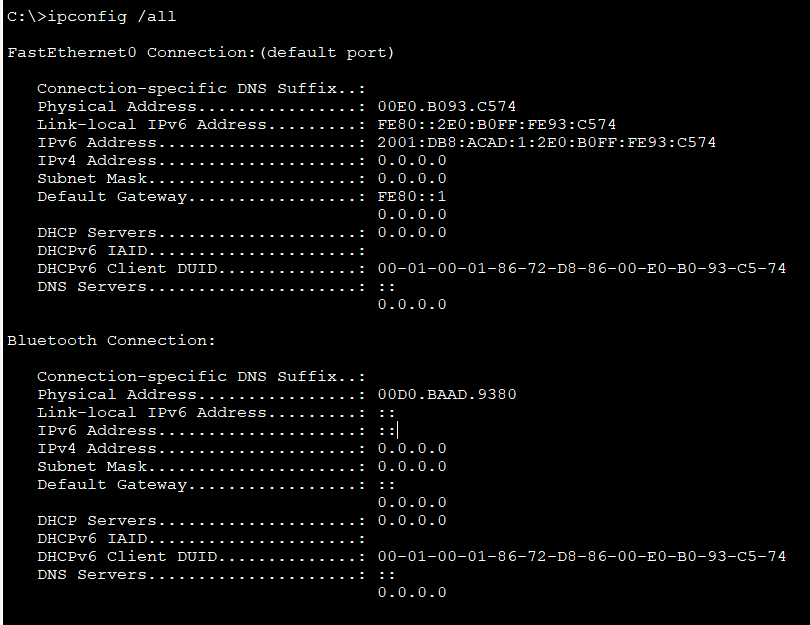 C:\>ipconfig /all
FastEthernet0 Connection:(default port)
Connection-specific DNS Suffix..:
Physical Address................: 00E0.B093.C574
Link-local IPv6 Address.........: FE80::2E0:B0FF:FE93:C574
IPv6 Address....................: 2001:DB8:ACAD:1:2E0:B0FF:FE93:C574
IPv4 Address....................: 0.0.0.0
Subnet Mask.....................: 0.0.0.0
Default Gateway.................: FE80::1
0.0.0.0
DHCP Servers....................: 0.0.0.0
DHCPv6 IAID.....................:
DHCPv6 Client DUID..............: 00-01-00-01-86-72-D8-86-00-E0-B0-93-C5-74
DNS Servers.....................: ::
0.0.0.0
Bluetooth Connection:
Connection-specific DNS Suffix..:
Physical Address................: 00D0.BAAD.9380
Link-local IPv6 Address.........: ::
IPv6 Address....................: ::
IPv4 Address....................: 0.0.0.0
Subnet Mask.....................: 0.0.0.0
Default Gateway.................: ::
0.0.0.0
DHCP Servers....................: 0.0.0.0
DHCPv6 IAID.....................:
DHCPv6 Client DUID..............: 00-01-00-01-86-72-D8-86-00-E0-B0-93-C5-74
DNS Servers.....................: ::
0.0.0.0